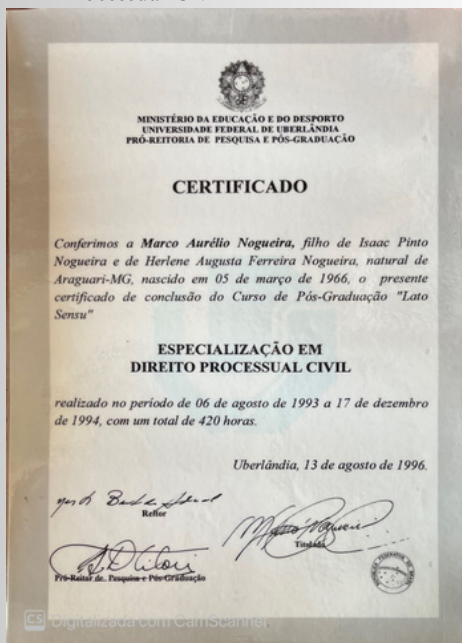 MINISTÉRIO DA EDUCAÇÃO E DO DESPORTO
UNIVERSIDADE FEDERAL DE UBERLÂNDIA
PRÓ-REITORIA DE PESQUISA E PÓS-GRADUAÇÃO
CERTIFICADO
Conferimos a Marco Aurélio Nogueira, filho de Isaac Pinto
Nogueira e de Herlene Augusta Ferreira Nogueira, natural de
Araguari-MG, nascido em 05 de março de 1966, o presente
certificado de conclusão do Curso de Pós-Graduação "Lato
Sensu"
ESPECIALIZAÇÃO EM
DIREITO PROCESSUAL CIVIL
realizado no período de 06 de agosto de 1993 a 17 de dezembro
de 1994, com um total de 420 horas.
Uberlândia, 13 de agosto de 1996.
Reitor
Titulado
Pró-Reitor de Pesquisa e Pós-Graduação
CS Digitalizada com CamScanner